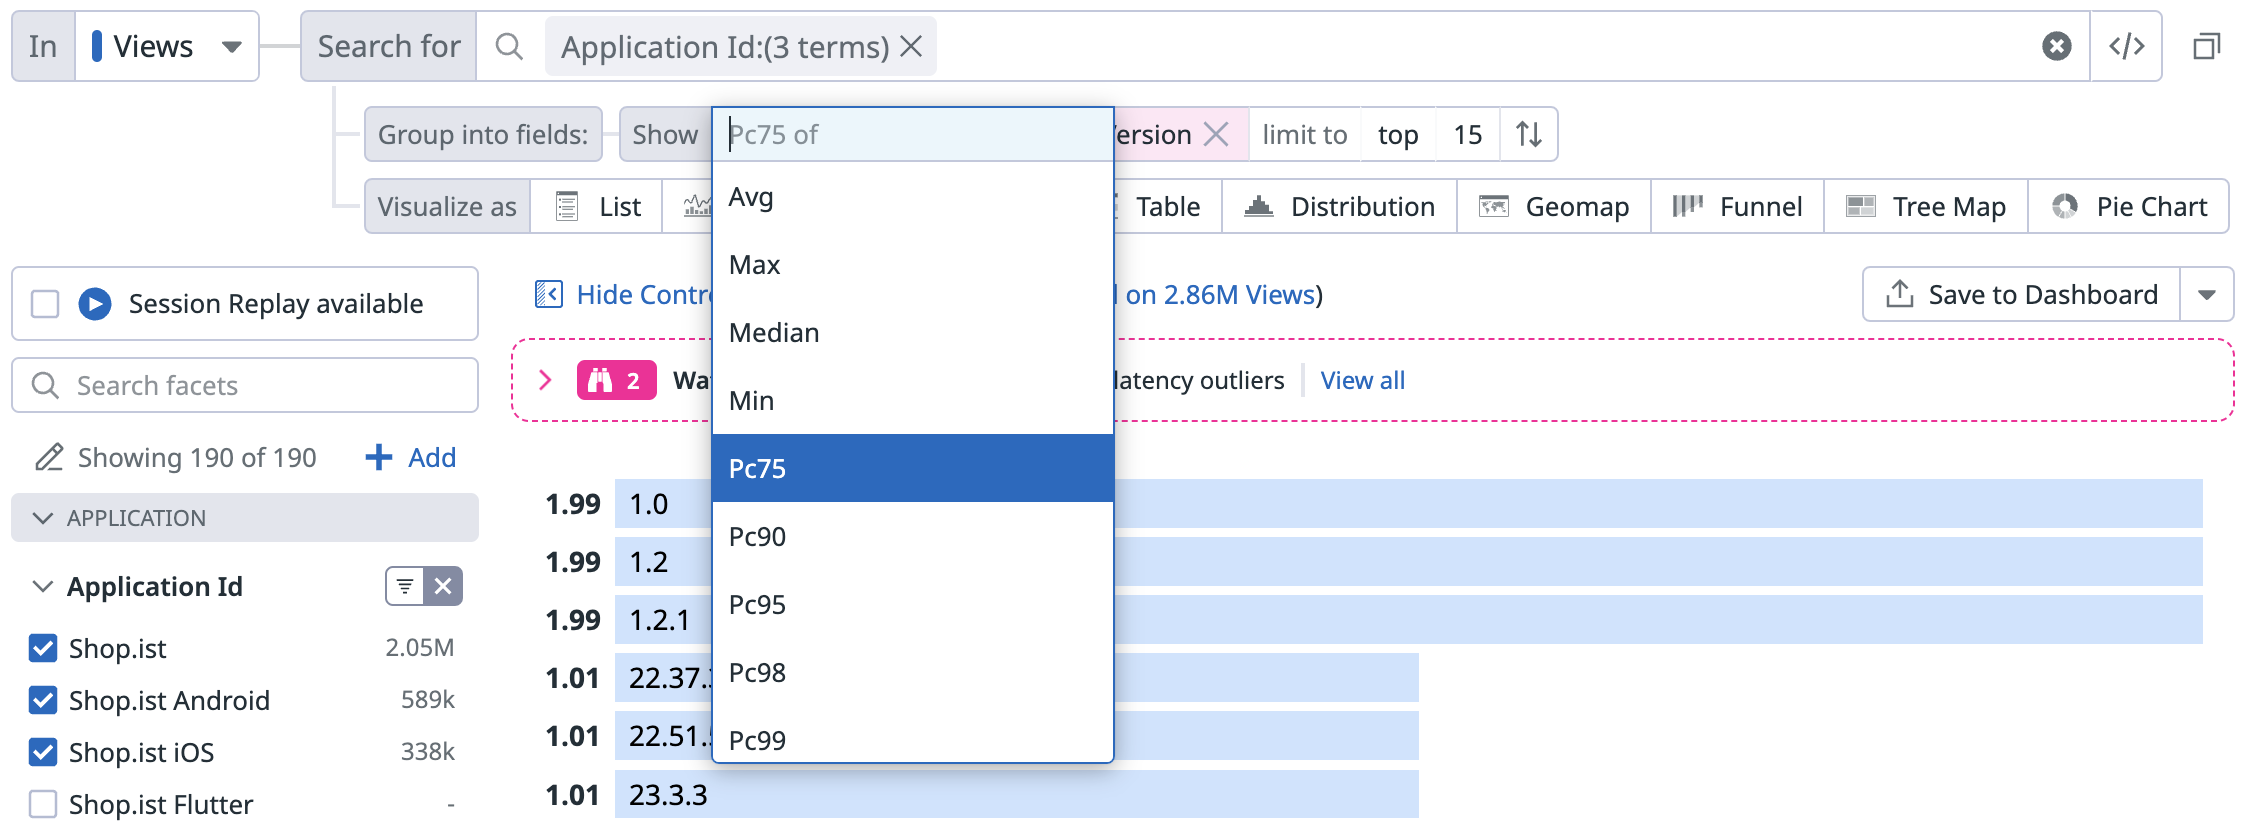 In Views Search for Application Id:(3 terms) </>
Group into fields: Show Pc75 of ersion limit to top 15
Visualize as List Table Distribution Geomap Funnel Tree Map Pie Chart
Avg
Max
Median
Min
Pc75
Pc90
Pc95
Pc98
Pc99
Session Replay available
Search facets
Showing 190 of 190 Add
APPLICATION
Application Id
Shop.ist 2.05M
Shop.ist Android 589k
Shop.ist iOS 338k
Shop.ist Flutter -
Hide Contr on 2.86M Views) Save to Dashboard
2 Wa latency outliers View all
1.99 1.0
1.99 1.2
1.99 1.2.1
1.01 22.37.
1.01 22.51.
1.01 23.3.3